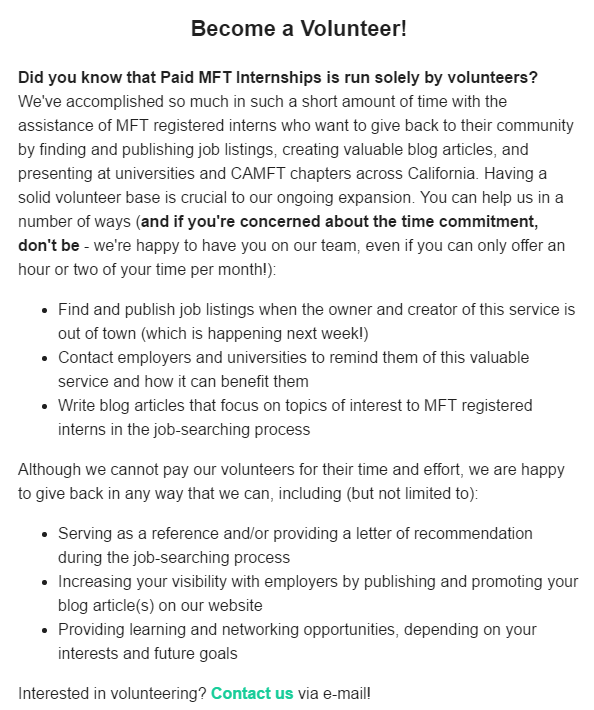 Become a Volunteer!
Did you know that Paid MFT Internships is run solely by volunteers?
We've accomplished so much in such a short amount of time with the
assistance of MFT registered interns who want to give back to their community
by finding and publishing job listings, creating valuable blog articles, and
presenting at universities and CAMFT chapters across California. Having a
solid volunteer base is crucial to our ongoing expansion. You can help us in a
number of ways (and if you're concerned about the time commitment,
don't be - we're happy to have you on our team, even if you can only offer an
hour or two of your time per month!):
• Find and publish job listings when the owner and creator of this service is
out of town (which is happening next week!)
• Contact employers and universities to remind them of this valuable
service and how it can benefit them
• Write blog articles that focus on topics of interest to MFT registered
interns in the job-searching process
Although we cannot pay our volunteers for their time and effort, we are happy
to give back in any way that we can, including (but not limited to):
• Serving as a reference and/or providing a letter of recommendation
during the job-searching process
• Increasing your visibility with employers by publishing and promoting your
blog article(s) on our website
• Providing learning and networking opportunities, depending on your
interests and future goals
Interested in volunteering? Contact us via e-mail!